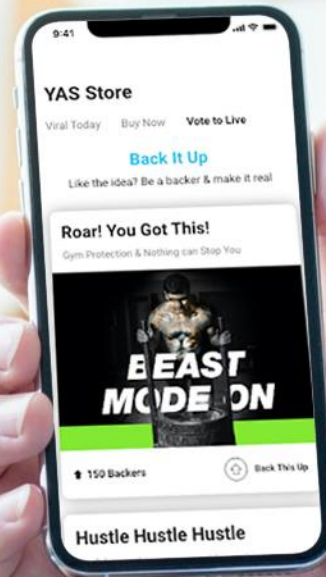 9:41
YAS Store
Viral Today Buy Now Vote to Live
Back It Up
Like the idea? Be a backer & make it real
Roar! You Got This!
Gym Protection & Nothing can Stop You
BEAST
MODE ON
150 Backers Back This Up
Hustle Hustle Hustle